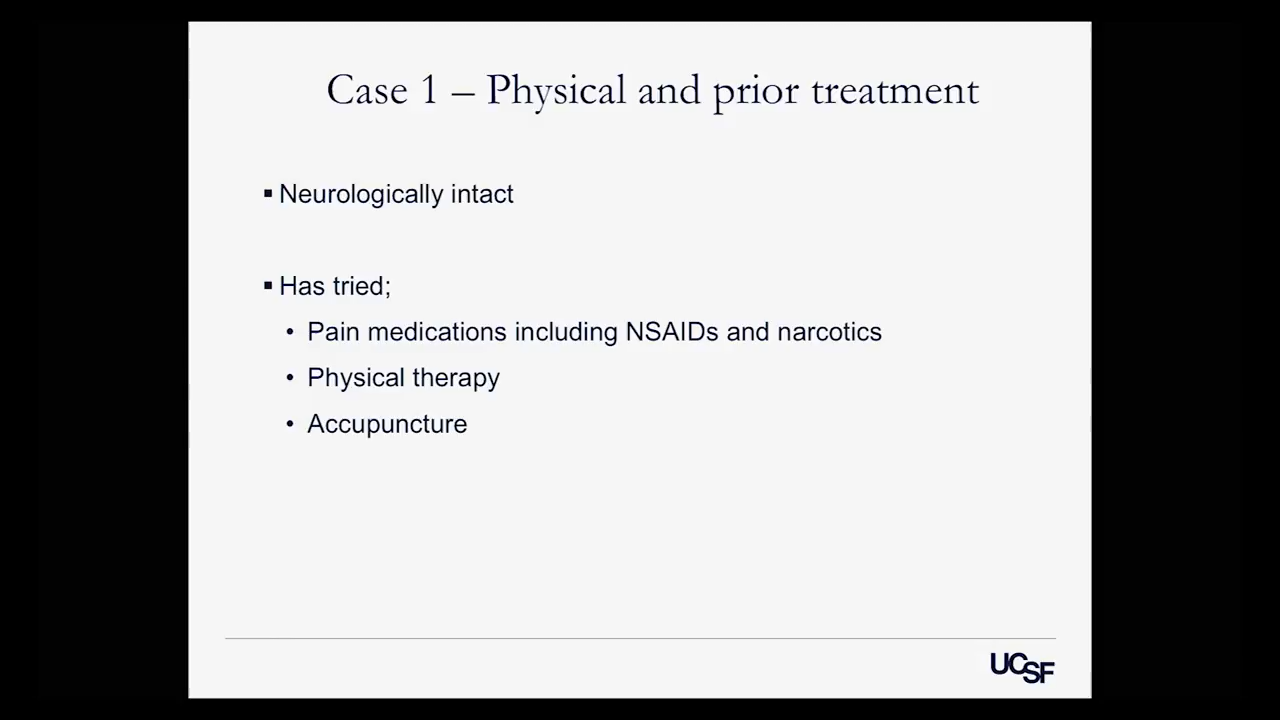 Case 1 – Physical and prior treatment
▪ Neurologically intact
▪ Has tried;
• Pain medications including NSAIDs and narcotics
• Physical therapy
• Accupuncture
UCSF